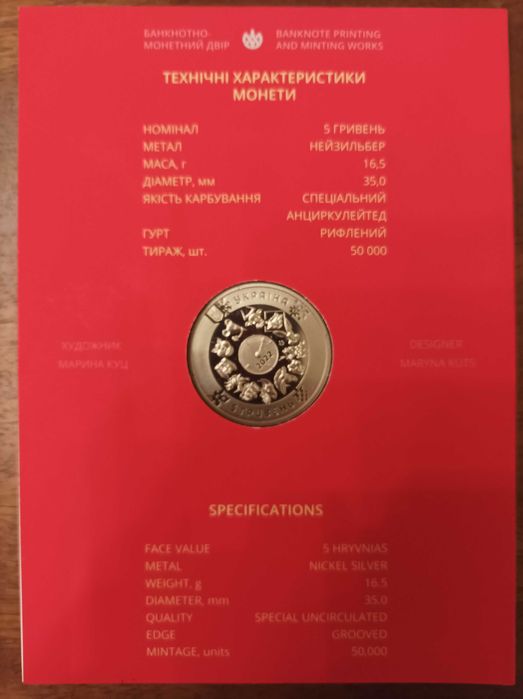 БАНКНОТНО- МОНЕТНИЙ ДВІР
BANKNOTE PRINTING AND MINTING WORKS
ТЕХНІЧНІ ХАРАКТЕРИСТИКИ
МОНЕТИ
НОМІНАЛ 5 ГРИВЕНЬ
МЕТАЛ НЕЙЗИЛЬБЕР
МАСА, г 16,5
ДІАМЕТР, мм 35,0
ЯКІСТЬ КАРБУВАННЯ СПЕЦІАЛЬНИЙ
АНЦИРКУЛЕЙТЕД
ГУРТ РИФЛЕНИЙ
ТИРАЖ, шт. 50 000
УКРАЇНА
2022
5 ГРИВЕНЬ
ХУДОЖНИК
МАРИНА КУЦ
DESIGNER
MARYNA KUTS
SPECIFICATIONS
FACE VALUE 5 HRYVNIAS
METAL NICKEL SILVER
WEIGHT, g 16.5
DIAMETER, mm 35.0
QUALITY SPECIAL UNCIRCULATED
EDGE GROOVED
MINTAGE, units 50,000